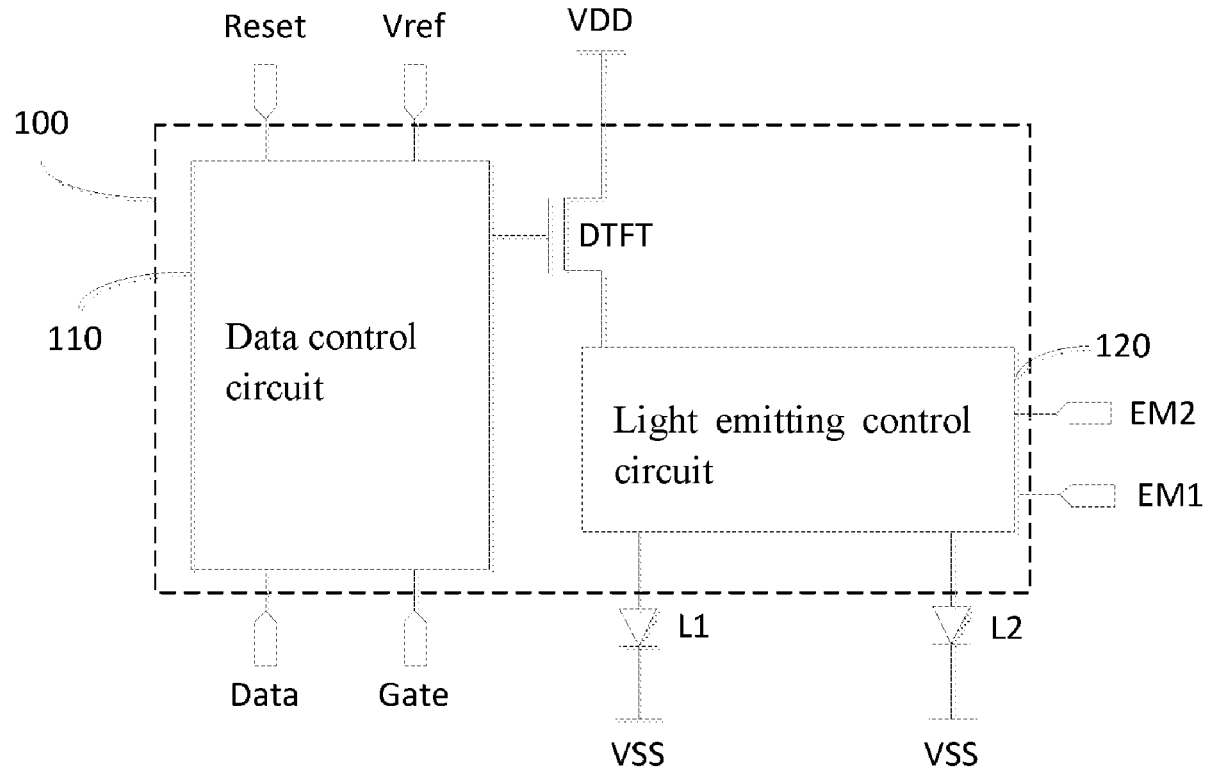 Reset
Vref
VDD
100
DTFT
110
Data control
circuit
120
Light emitting control
circuit
EM2
EM1
L1
L2
Data
Gate
VSS
VSS